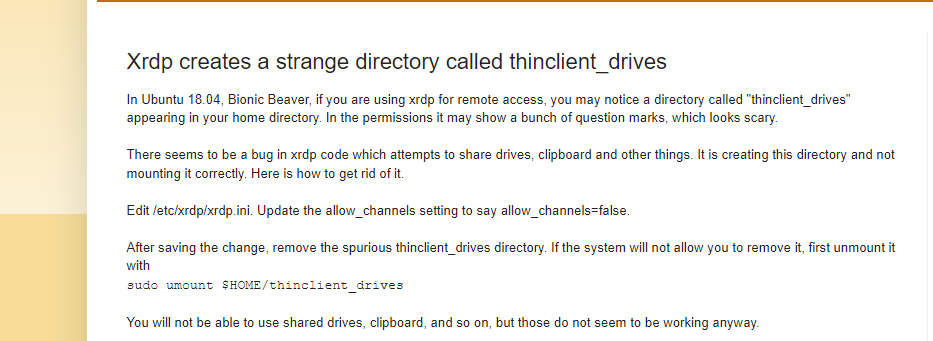 Xrdp creates a strange directory called thinclient_drives
In Ubuntu 18.04, Bionic Beaver, if you are using xrdp for remote access, you may notice a directory called "thinclient_drives"
appearing in your home directory. In the permissions it may show a bunch of question marks, which looks scary.
There seems to be a bug in xrdp code which attempts to share drives, clipboard and other things. It is creating this directory and not
mounting it correctly. Here is how to get rid of it.
Edit /etc/xrdp/xrdp.ini. Update the allow_channels setting to say allow_channels=false.
After saving the change, remove the spurious thinclient_drives directory. If the system will not allow you to remove it, first unmount it
with
sudo umount $HOME/thinclient_drives
You will not be able to use shared drives, clipboard, and so on, but those do not seem to be working anyway.